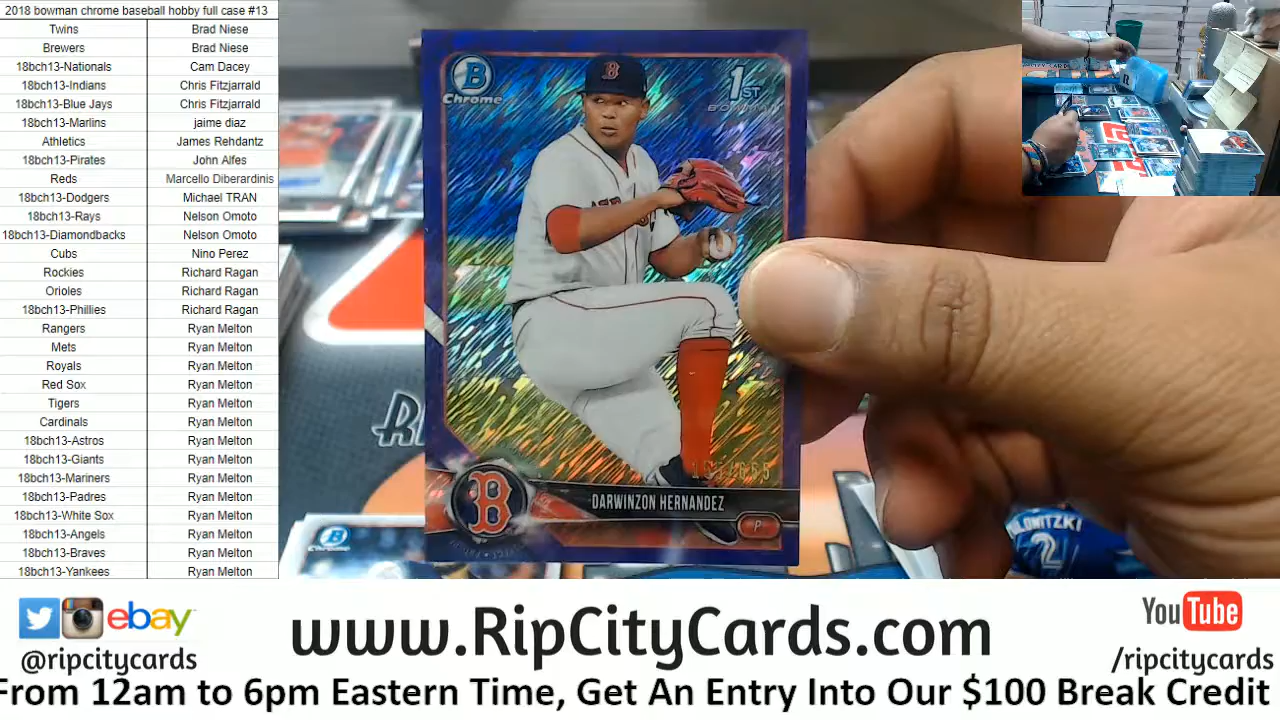 2018 bowman chrome baseball hobby full case #13
Twins Brad Niese
Brewers Brad Niese
18bch13-Nationals Cam Dacey
18bch13-Indians Chris Fitzjarrald
18bch13-Blue Jays Chris Fitzjarrald
18bch13-Marlins jaime diaz
Athletics James Rehdantz
18bch13-Pirates John Alfes
Reds Marcello Diberardinis
18bch13-Dodgers Michael TRAN
18bch13-Rays Nelson Omoto
18bch13-Diamondbacks Nelson Omoto
Cubs Nino Perez
Rockies Richard Ragan
Orioles Richard Ragan
18bch13-Phillies Richard Ragan
Rangers Ryan Melton
Mets Ryan Melton
Royals Ryan Melton
Red Sox Ryan Melton
Tigers Ryan Melton
Cardinals Ryan Melton
18bch13-Astros Ryan Melton
18bch13-Giants Ryan Melton
18bch13-Mariners Ryan Melton
18bch13-Padres Ryan Melton
18bch13-White Sox Ryan Melton
18bch13-Angels Ryan Melton
18bch13-Braves Ryan Melton
18bch13-Yankees Ryan Melton
B
Chrome
1ST
BOWMAN
B
B
DARWINZON HERNANDEZ
P
B
Chrome
2
ebay
@ripcitycards
www.RipCityCards.com
YouTube
/ripcitycards
From 12am to 6pm Eastern Time, Get An Entry Into Our $100 Break Credit